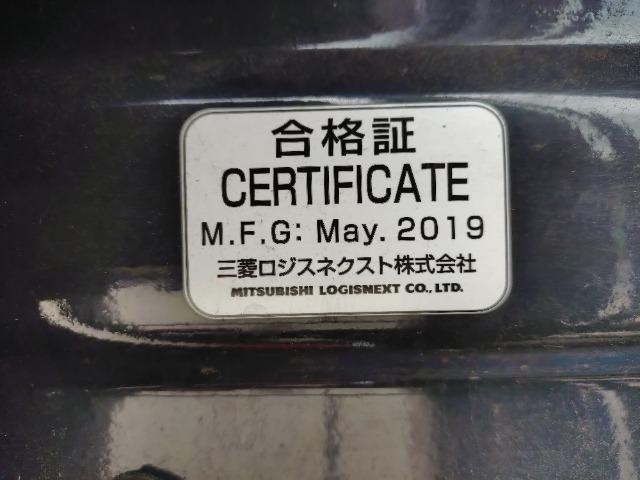 合格証
CERTIFICATE
M.F.G: May. 2019
三菱ロジスネクスト株式会社
MITSUBISHI LOGISNEXT CO., LTD.